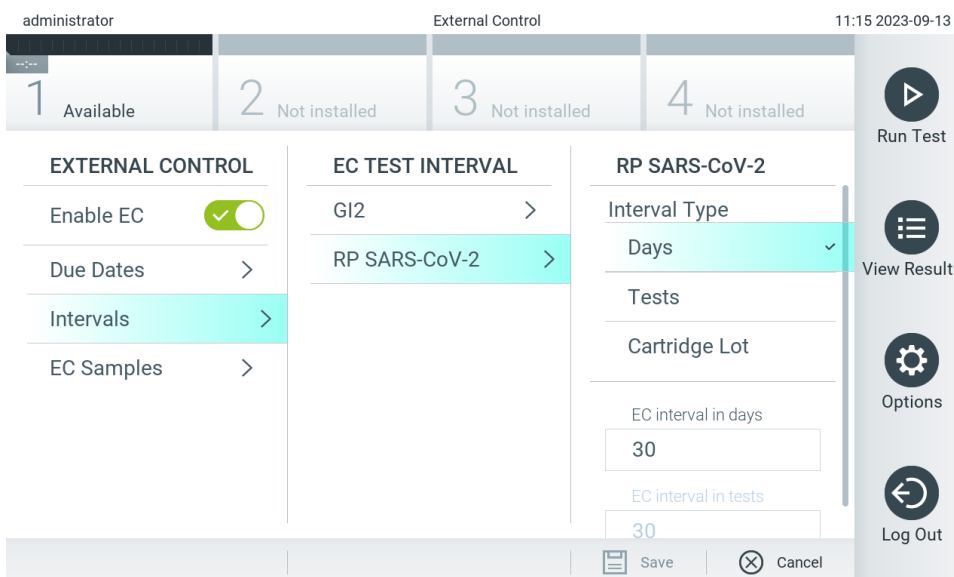 administrator External Control 11:15 2023-09-13
--:--
1 Available 2 Not installed 3 Not installed 4 Not installed
Run Test
View Result
Options
Log Out
EXTERNAL CONTROL
Enable EC
Due Dates
Intervals
EC Samples
EC TEST INTERVAL
GI2
RP SARS-CoV-2
RP SARS-CoV-2
Interval Type
Days
Tests
Cartridge Lot
EC interval in days
30
EC interval in tests
30
Save Cancel